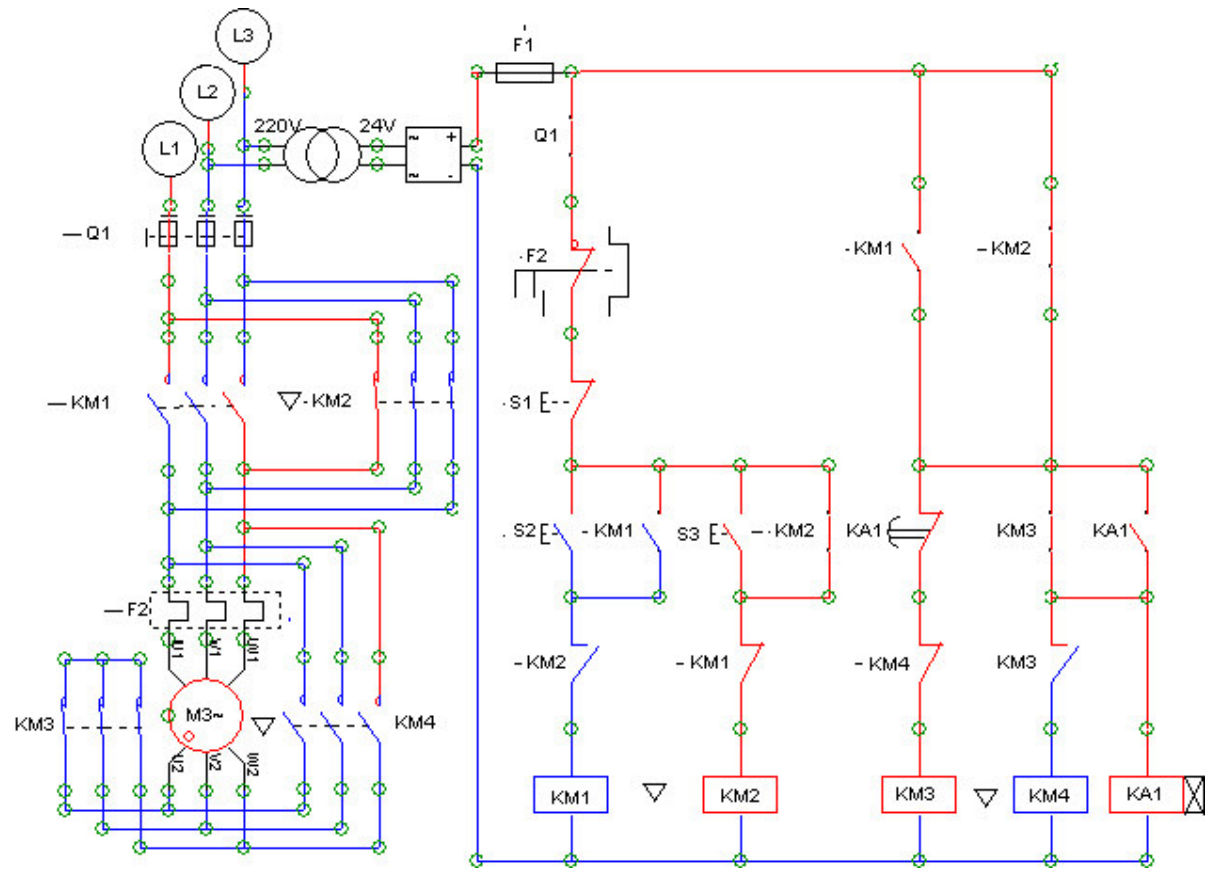 L3
F1
L2
220V 24V
~ +
~ -
L1
Q1
— Q1
- F2
- KM1
- KM2
— KM1
- KM2
. S1
. S2
- KM1
S3
- KM2
KA1
KM3
KA1
— F2
U1 V1 W1
- KM2
- KM1
- KM4
KM3
KM3
M3~
KM4
U2 V2 W2
KM1
KM2
KM3
KM4
KA1